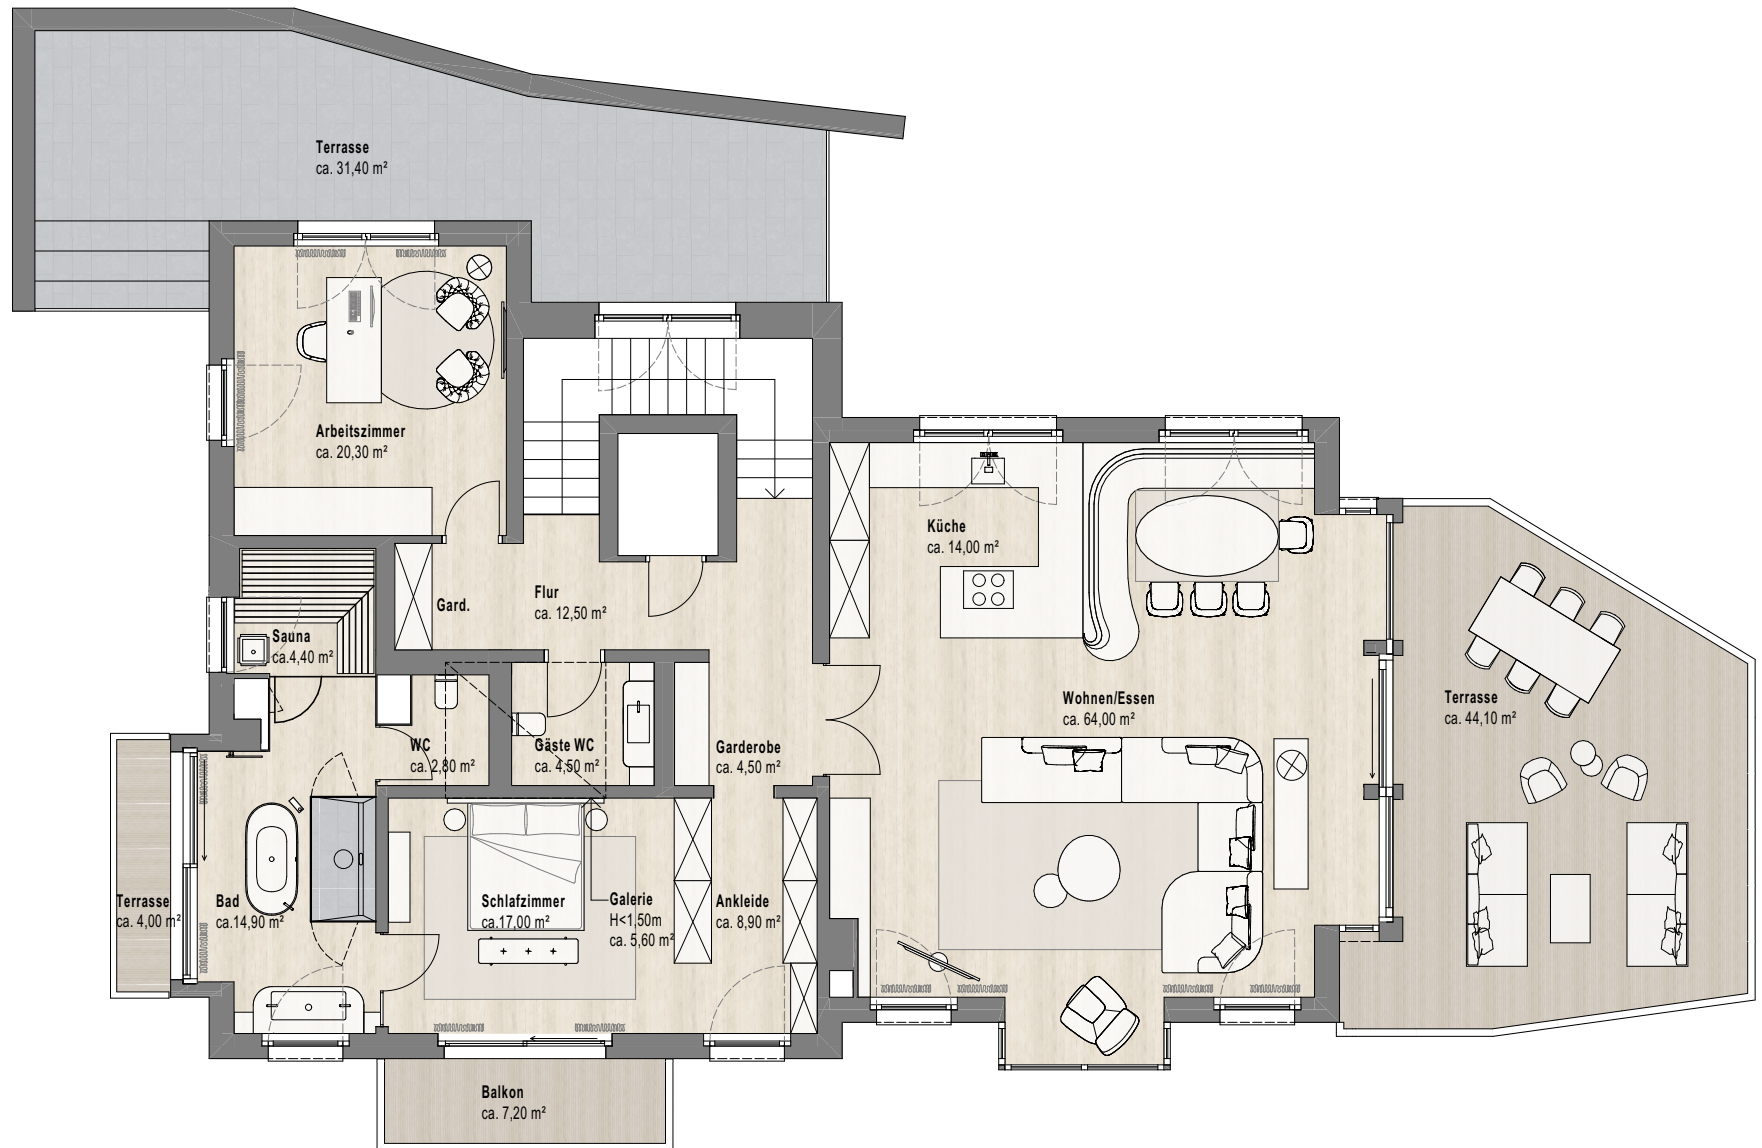 Terrasse
ca. 31,40 m²
Arbeitszimmer
ca. 20,30 m²
Küche
ca. 14,00 m²
Flur
ca. 12,50 m²
Gard.
Sauna
ca.4,40 m²
Wohnen/Essen
ca. 64,00 m²
Terrasse
ca. 44,10 m²
WC
ca. 2,80 m²
Gäste WC
ca. 4,50 m²
Garderobe
ca. 4,50 m²
Terrasse
ca. 4,00 m²
Bad
ca.14,90 m²
Schlafzimmer
ca.17,00 m²
Galerie
H<1,50m
ca. 5,60 m²
Ankleide
ca. 8,90 m²
Balkon
ca. 7,20 m²